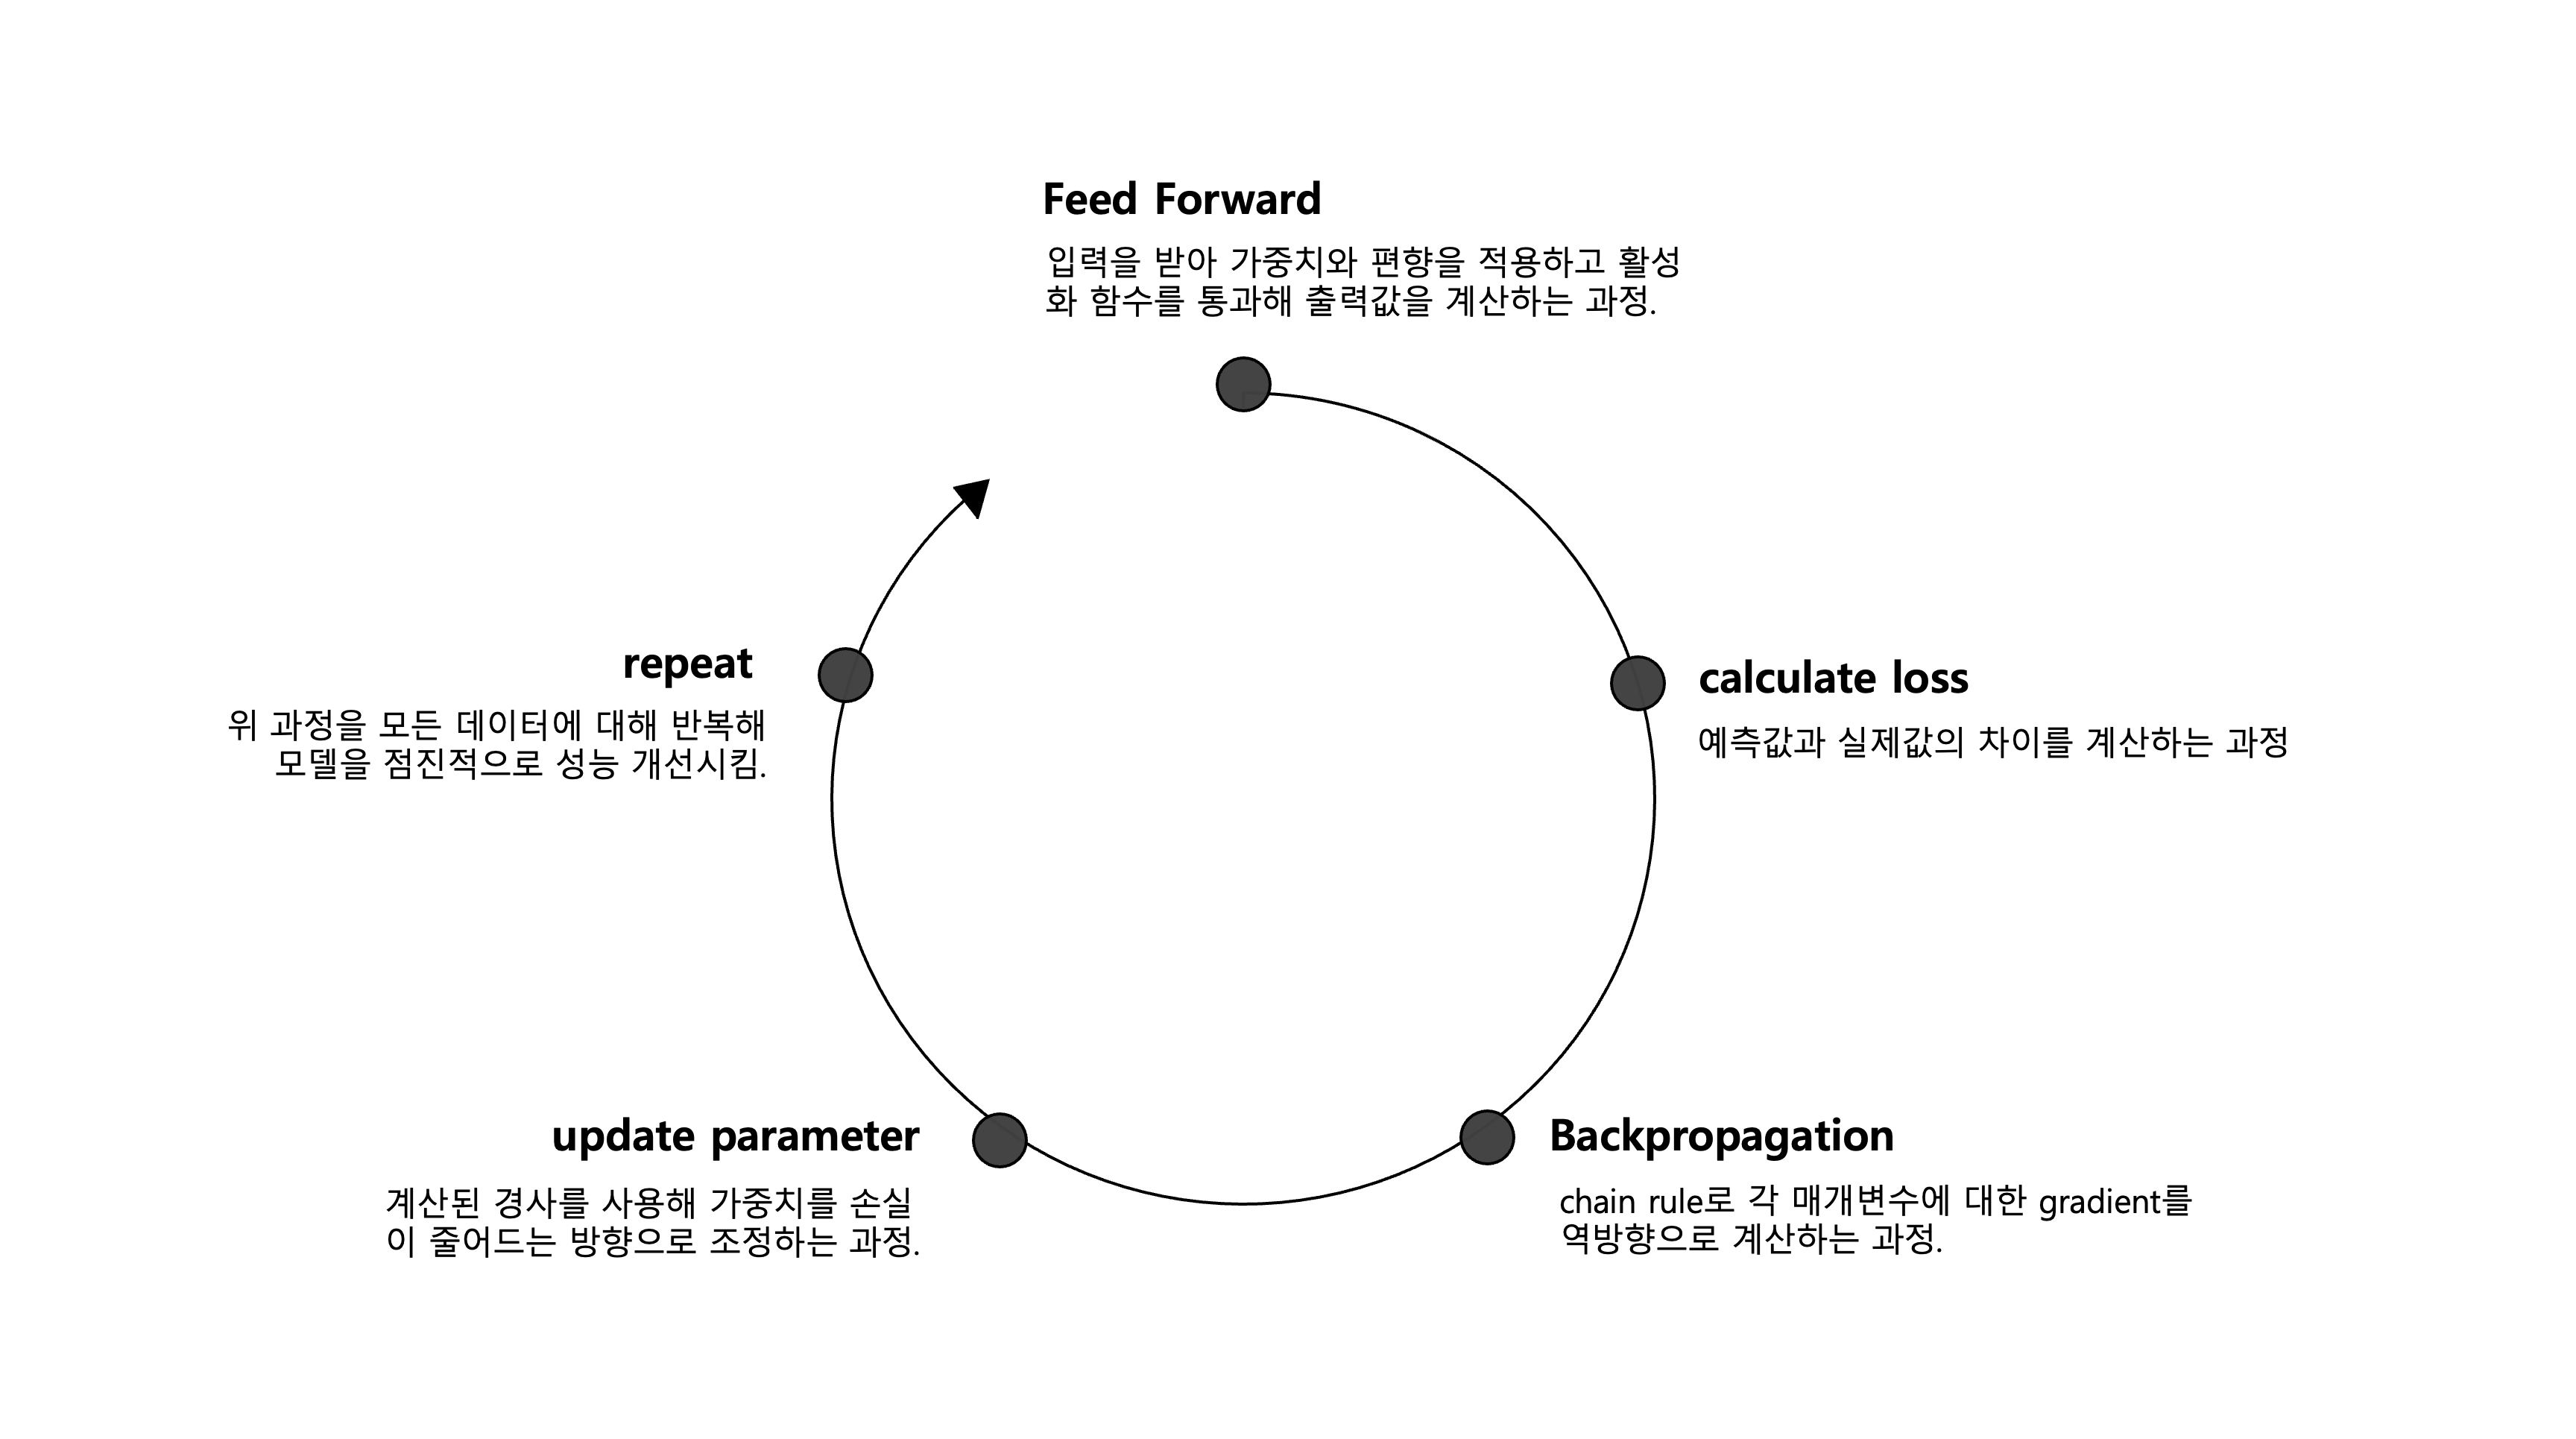 Feed Forward
입력을 받아 가중치와 편향을 적용하고 활성
화 함수를 통과해 출력값을 계산하는 과정.
calculate loss
예측값과 실제값의 차이를 계산하는 과정
Backpropagation
chain rule로 각 매개변수에 대한 gradient를
역방향으로 계산하는 과정.
update parameter
계산된 경사를 사용해 가중치를 손실
이 줄어드는 방향으로 조정하는 과정.
repeat
위 과정을 모든 데이터에 대해 반복해
모델을 점진적으로 성능 개선시킴.